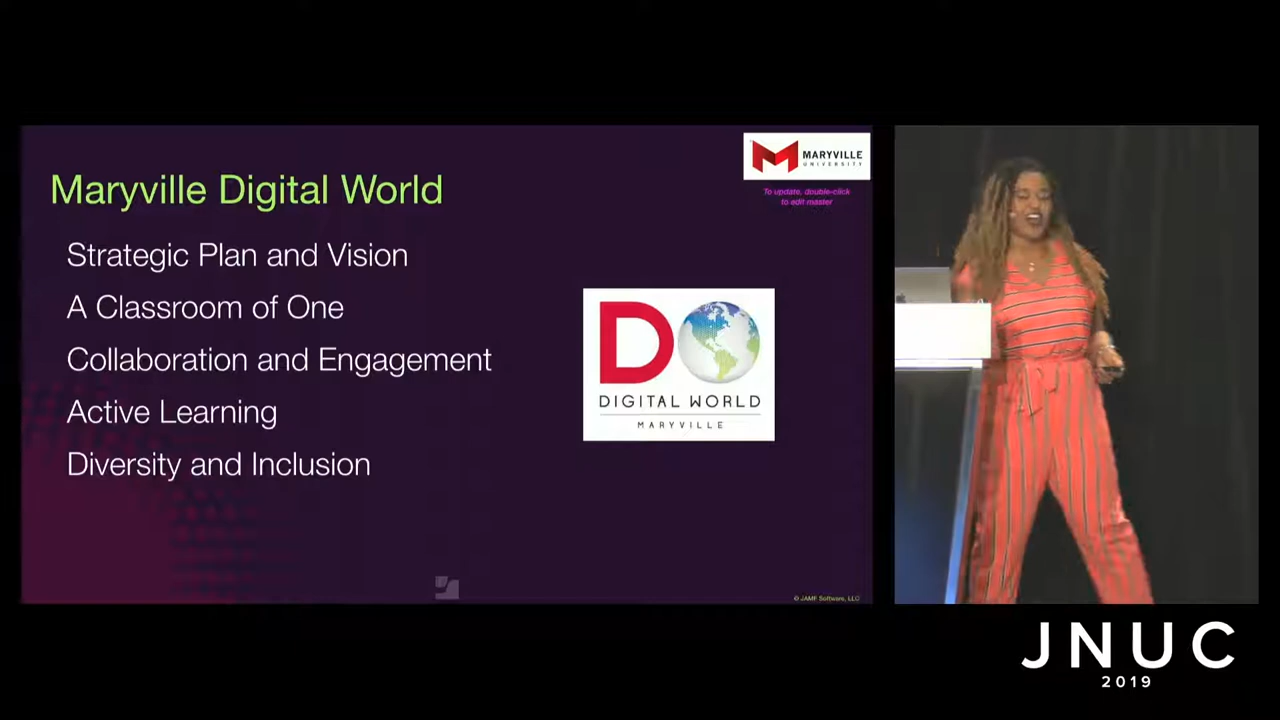 MARYVILLE
UNIVERSITY
To update, double-click
to edit master
Maryville Digital World
Strategic Plan and Vision
A Classroom of One
Collaboration and Engagement
Active Learning
Diversity and Inclusion
DO
DIGITAL WORLD
MARYVILLE
© JAMF Software, LLC
JNUC
2019